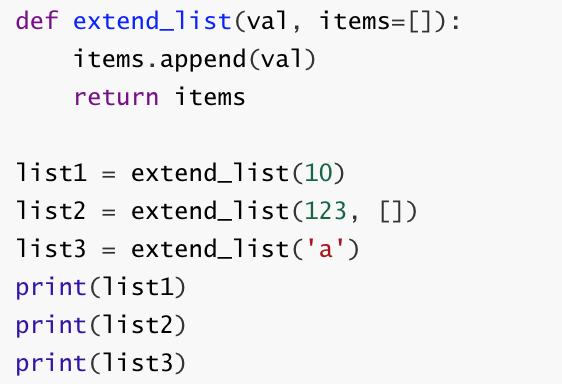 def extend_list(val, items=[]):
    items.append(val)
    return items

list1 = extend_list(10)
list2 = extend_list(123, [])
list3 = extend_list('a')
print(list1)
print(list2)
print(list3)